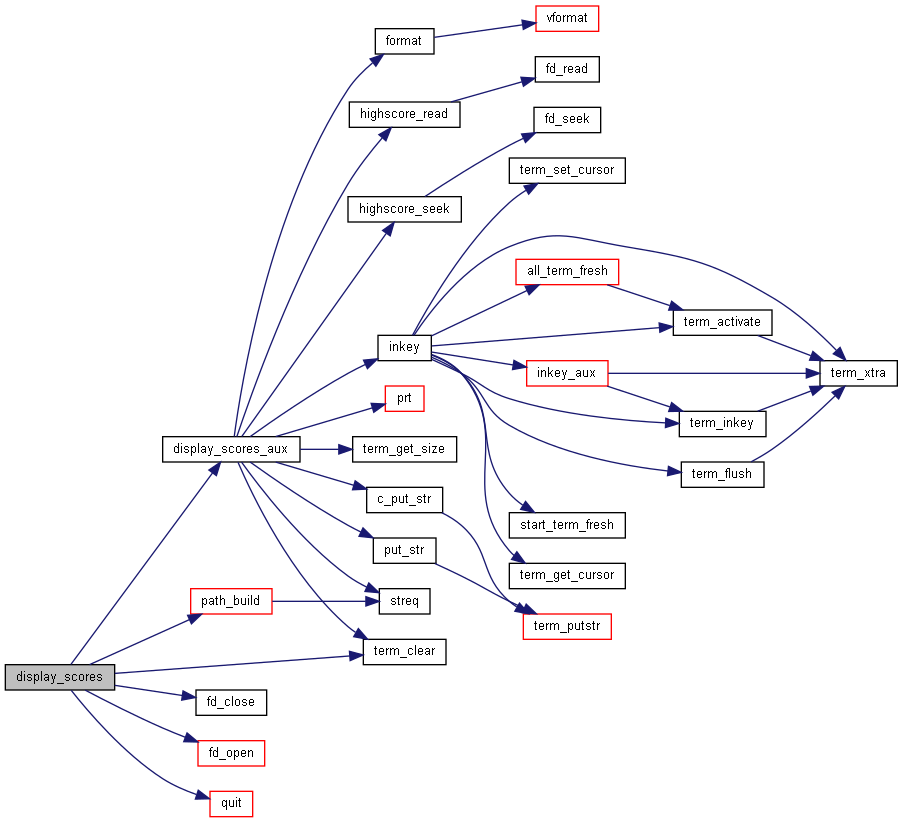 vformat
format
fd_read
highscore_read
fd_seek
term_set_cursor
highscore_seek
all_term_fresh
term_activate
inkey
inkey_aux
term_xtra
prt
term_inkey
display_scores_aux
term_get_size
term_flush
c_put_str
start_term_fresh
put_str
term_get_cursor
path_build
streq
term_putstr
term_clear
display_scores
fd_close
fd_open
quit